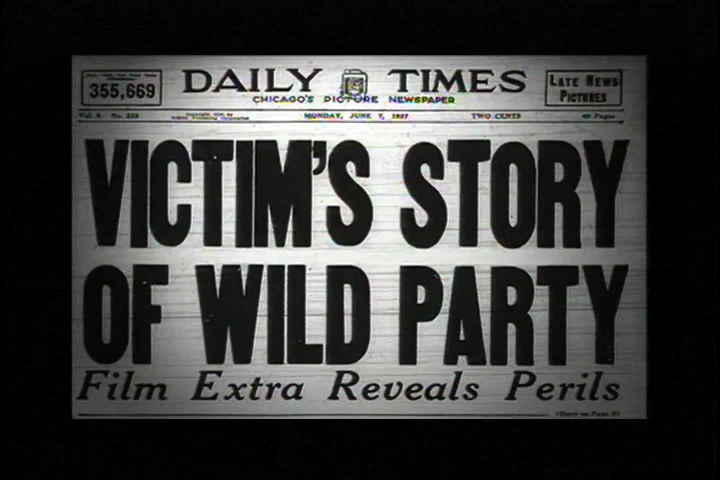 355,669
DAILY TIMES
CHICAGO'S PICTURE NEWSPAPER
LATE NEWS
PICTURES
MONDAY, JUNE 7, 1937
TWO CENTS
Pages
VICTIM'S STORY
OF WILD PARTY
Film Extra Reveals Perils